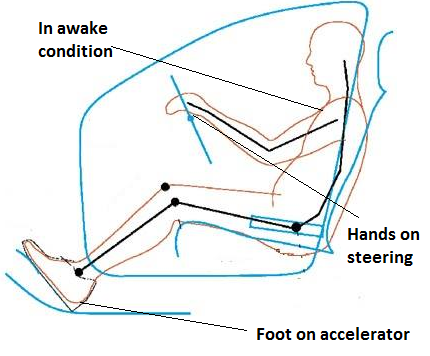 In awake
condition
Hands on
steering
Foot on accelerator